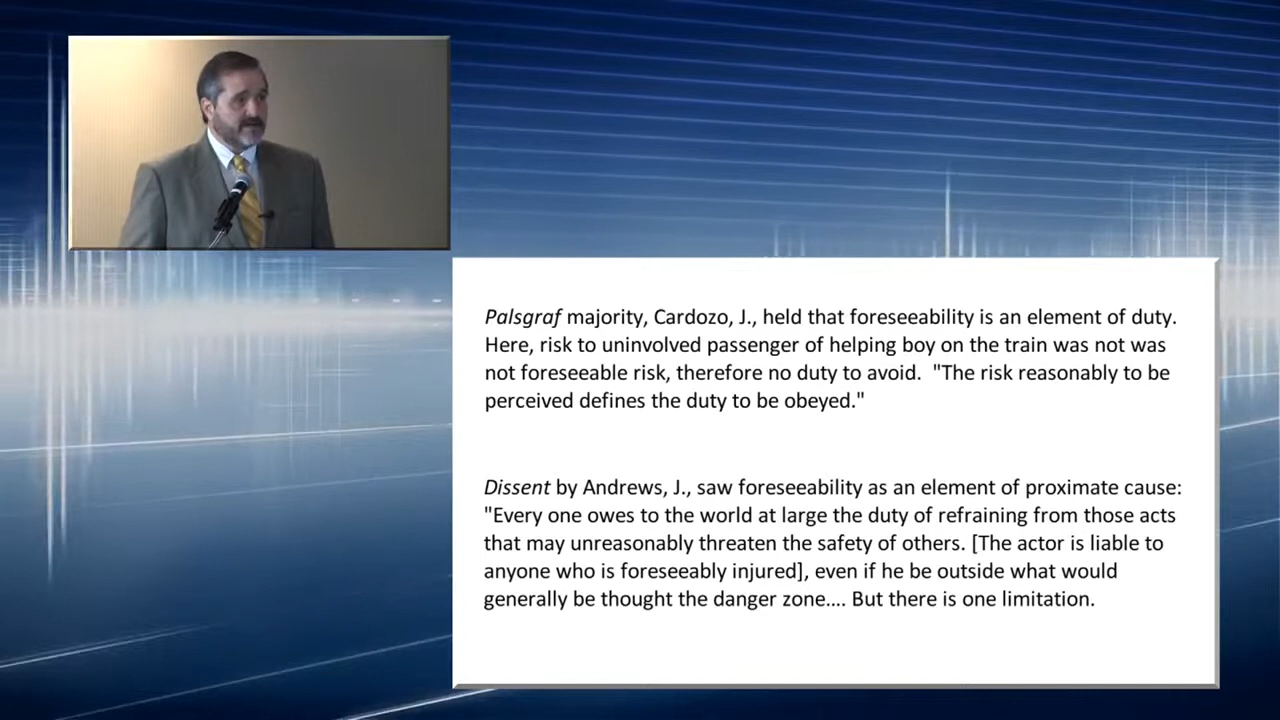 Palsgraf majority, Cardozo, J., held that foreseeability is an element of duty.
Here, risk to uninvolved passenger of helping boy on the train was not was
not foreseeable risk, therefore no duty to avoid.  "The risk reasonably to be
perceived defines the duty to be obeyed."
Dissent by Andrews, J., saw foreseeability as an element of proximate cause:
"Every one owes to the world at large the duty of refraining from those acts
that may unreasonably threaten the safety of others. [The actor is liable to
anyone who is foreseeably injured], even if he be outside what would
generally be thought the danger zone…. But there is one limitation.